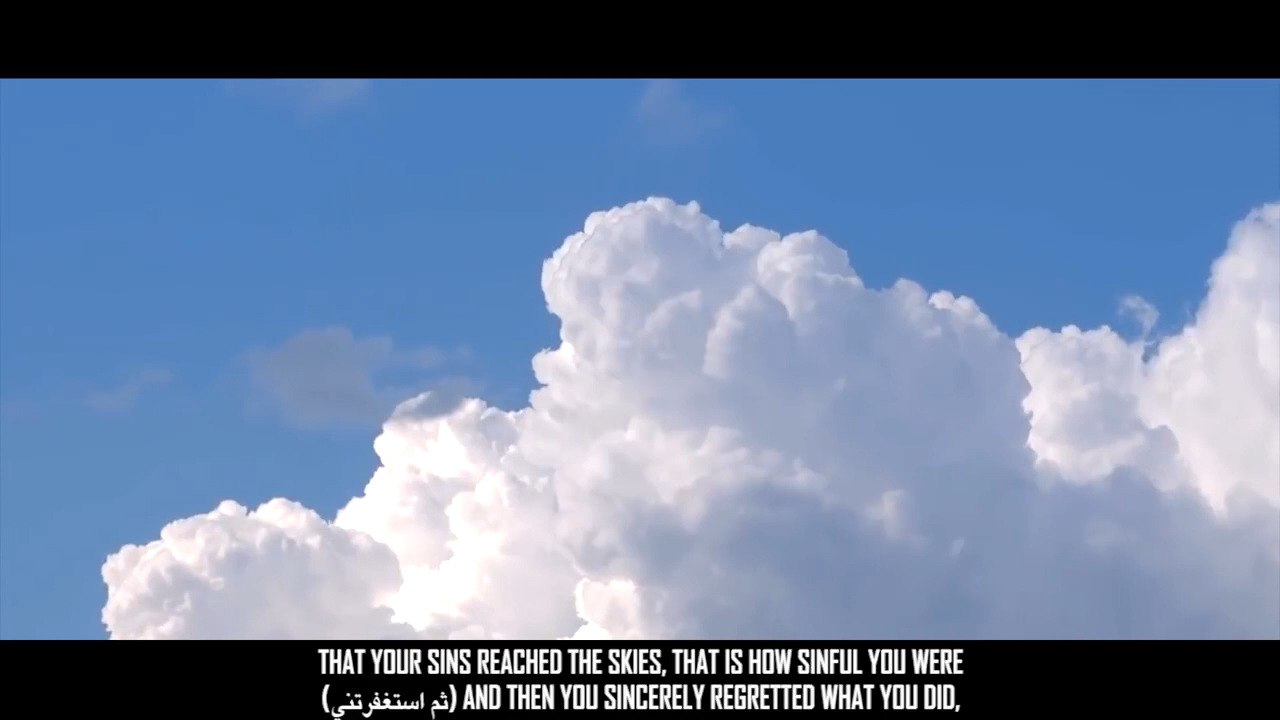 THAT YOUR SINS REACHED THE SKIES, THAT IS HOW SINFUL YOU WERE
(ثم استغفرتني) AND THEN YOU SINCERELY REGRETTED WHAT YOU DID,